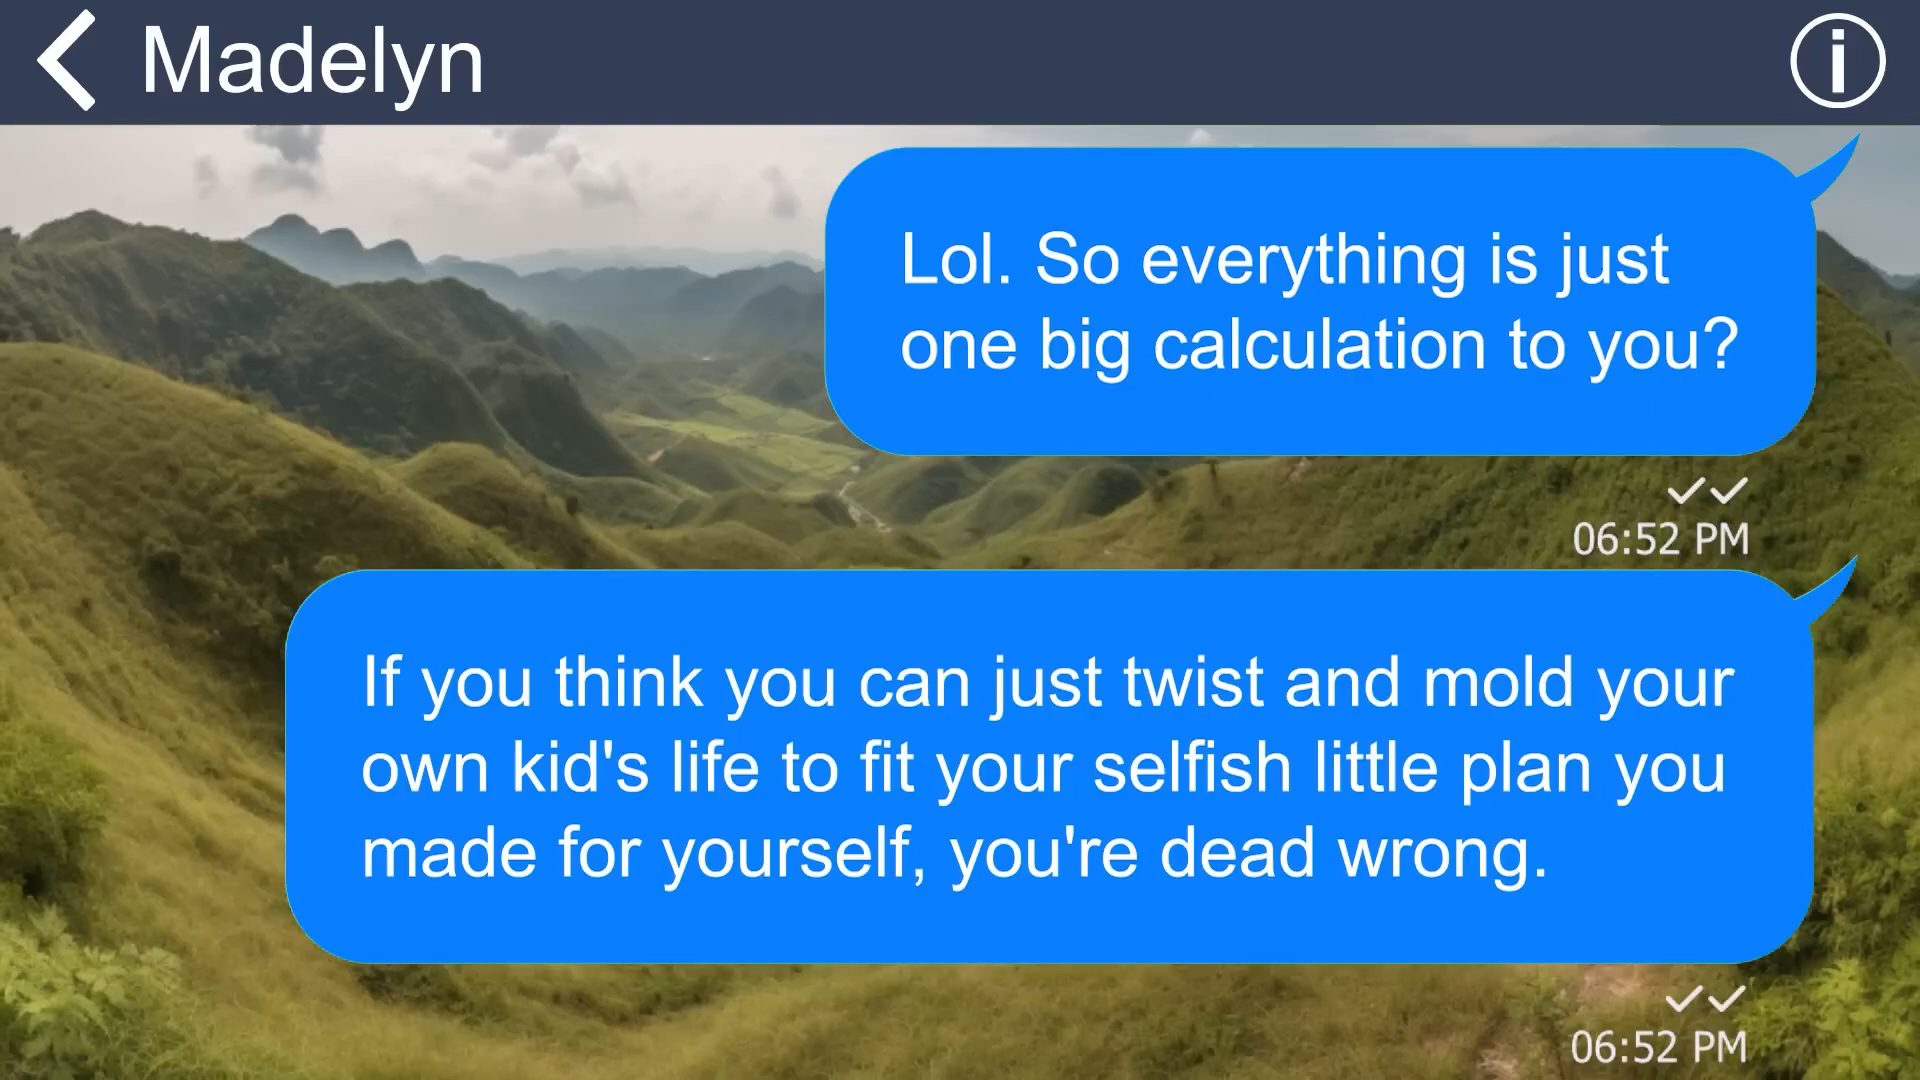 Madelyn
Lol. So everything is just
one big calculation to you?
06:52 PM
If you think you can just twist and mold your
own kid's life to fit your selfish little plan you
made for yourself, you're dead wrong.
06:52 PM